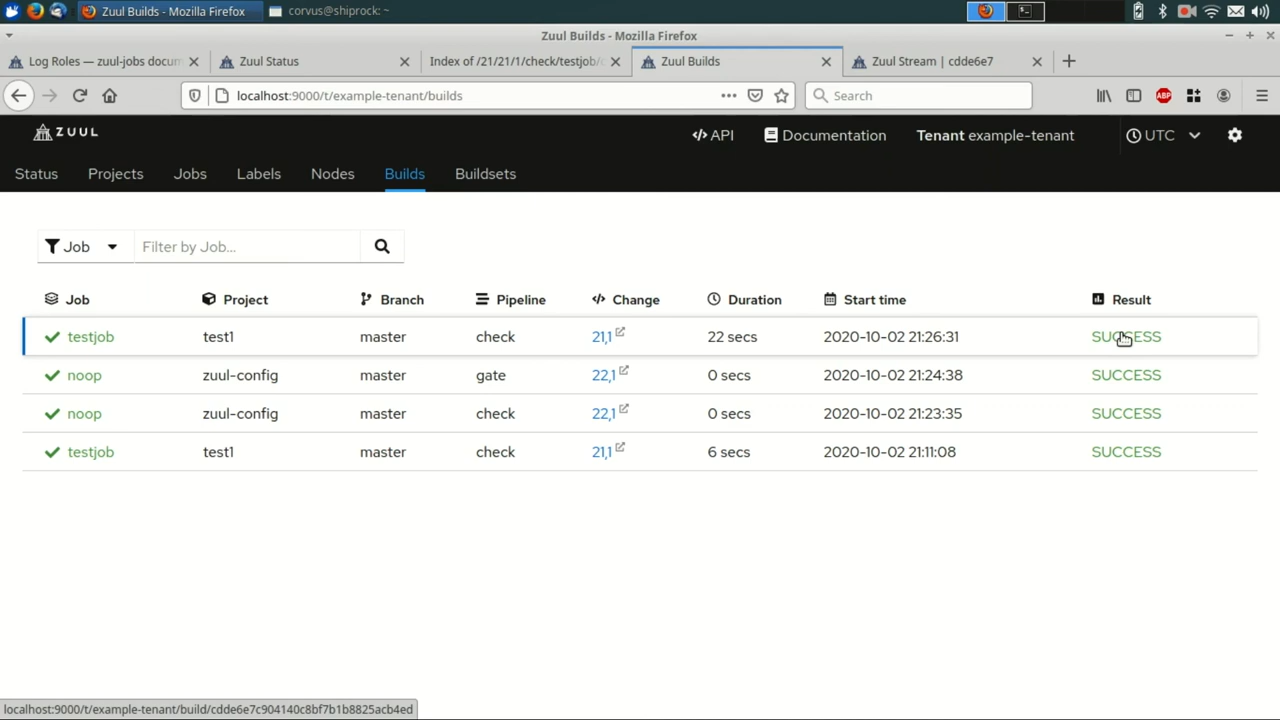 Zuul Builds - Mozilla Firefox
corvus@shiprock: ~
Zuul Builds - Mozilla Firefox
Log Roles — zuul-jobs docum
Zuul Status
Index of /21/21/1/check/testjob/c
Zuul Builds
Zuul Stream | cdde6e7
localhost:9000/t/example-tenant/builds
Search
ABP
ZUUL
API
Documentation
Tenant example-tenant
UTC
Status Projects Jobs Labels Nodes Builds Buildsets
Job
Filter by Job...
Job Project Branch Pipeline Change Duration Start time Result
testjob test1 master check 21,1 22 secs 2020-10-02 21:26:31 SUCCESS
noop zuul-config master gate 22,1 0 secs 2020-10-02 21:24:38 SUCCESS
noop zuul-config master check 22,1 0 secs 2020-10-02 21:23:35 SUCCESS
testjob test1 master check 21,1 6 secs 2020-10-02 21:11:08 SUCCESS
localhost:9000/t/example-tenant/build/cdde6e7c904140c8bf7b1b8825acb4ed